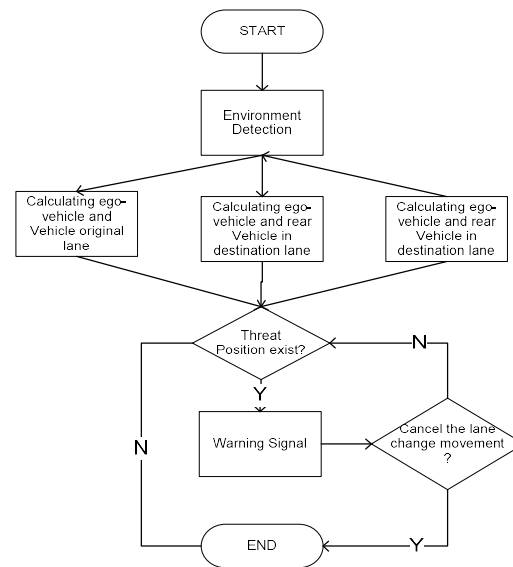 START
Environment
Detection
Calculating ego-
vehicle and
Vehicle original
lane
Calculating ego-
vehicle and rear
Vehicle in
destination lane
Calculating ego-
vehicle and rear
Vehicle in
destination lane
Threat
Position exist?
N
Y
N
Warning Signal
Cancel the lane
change movement
?
END
Y